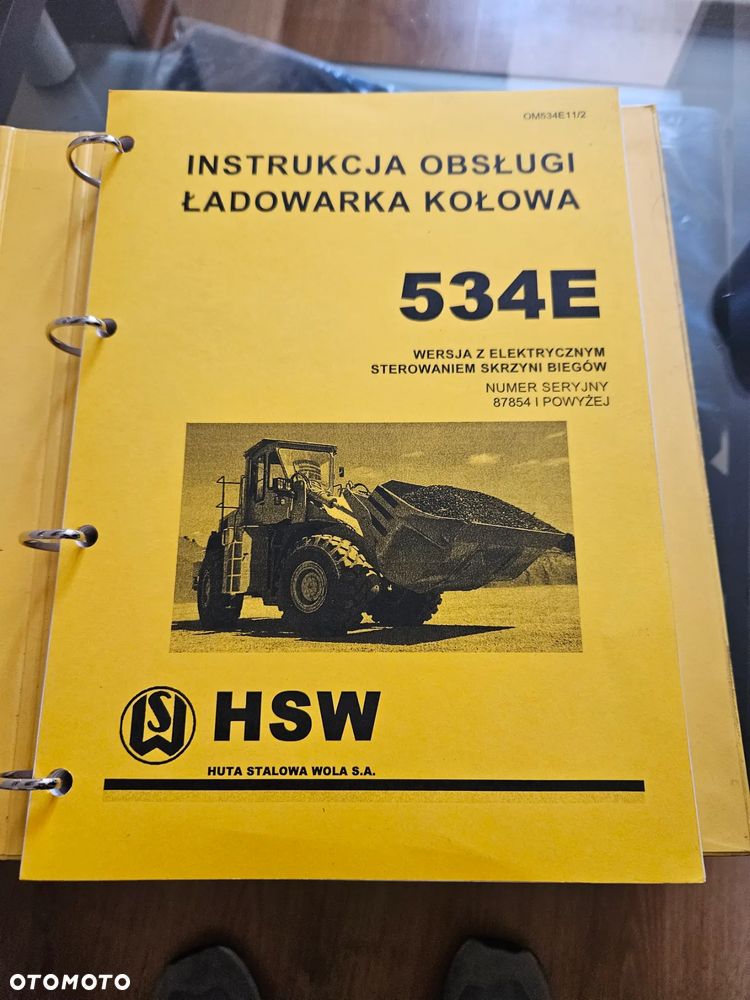 OM534E11/2
INSTRUKCJA OBSŁUGI
ŁADOWARKA KOŁOWA
534E
WERSJA Z ELEKTRYCZNYM
STEROWANIEM SKRZYNI BIEGÓW
NUMER SERYJNY
87854 I POWYŻEJ
HSW
HUTA STALOWA WOLA S.A.
OTOMOTO